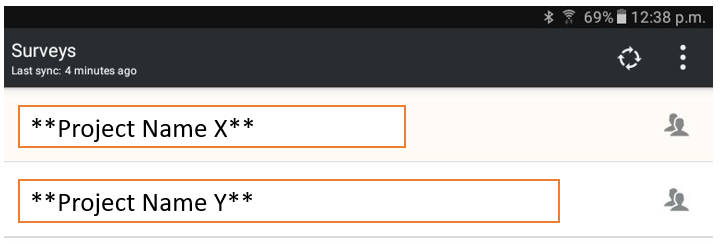 69% 12:38 p.m.
Surveys
Last sync: 4 minutes ago
**Project Name X**
**Project Name Y**